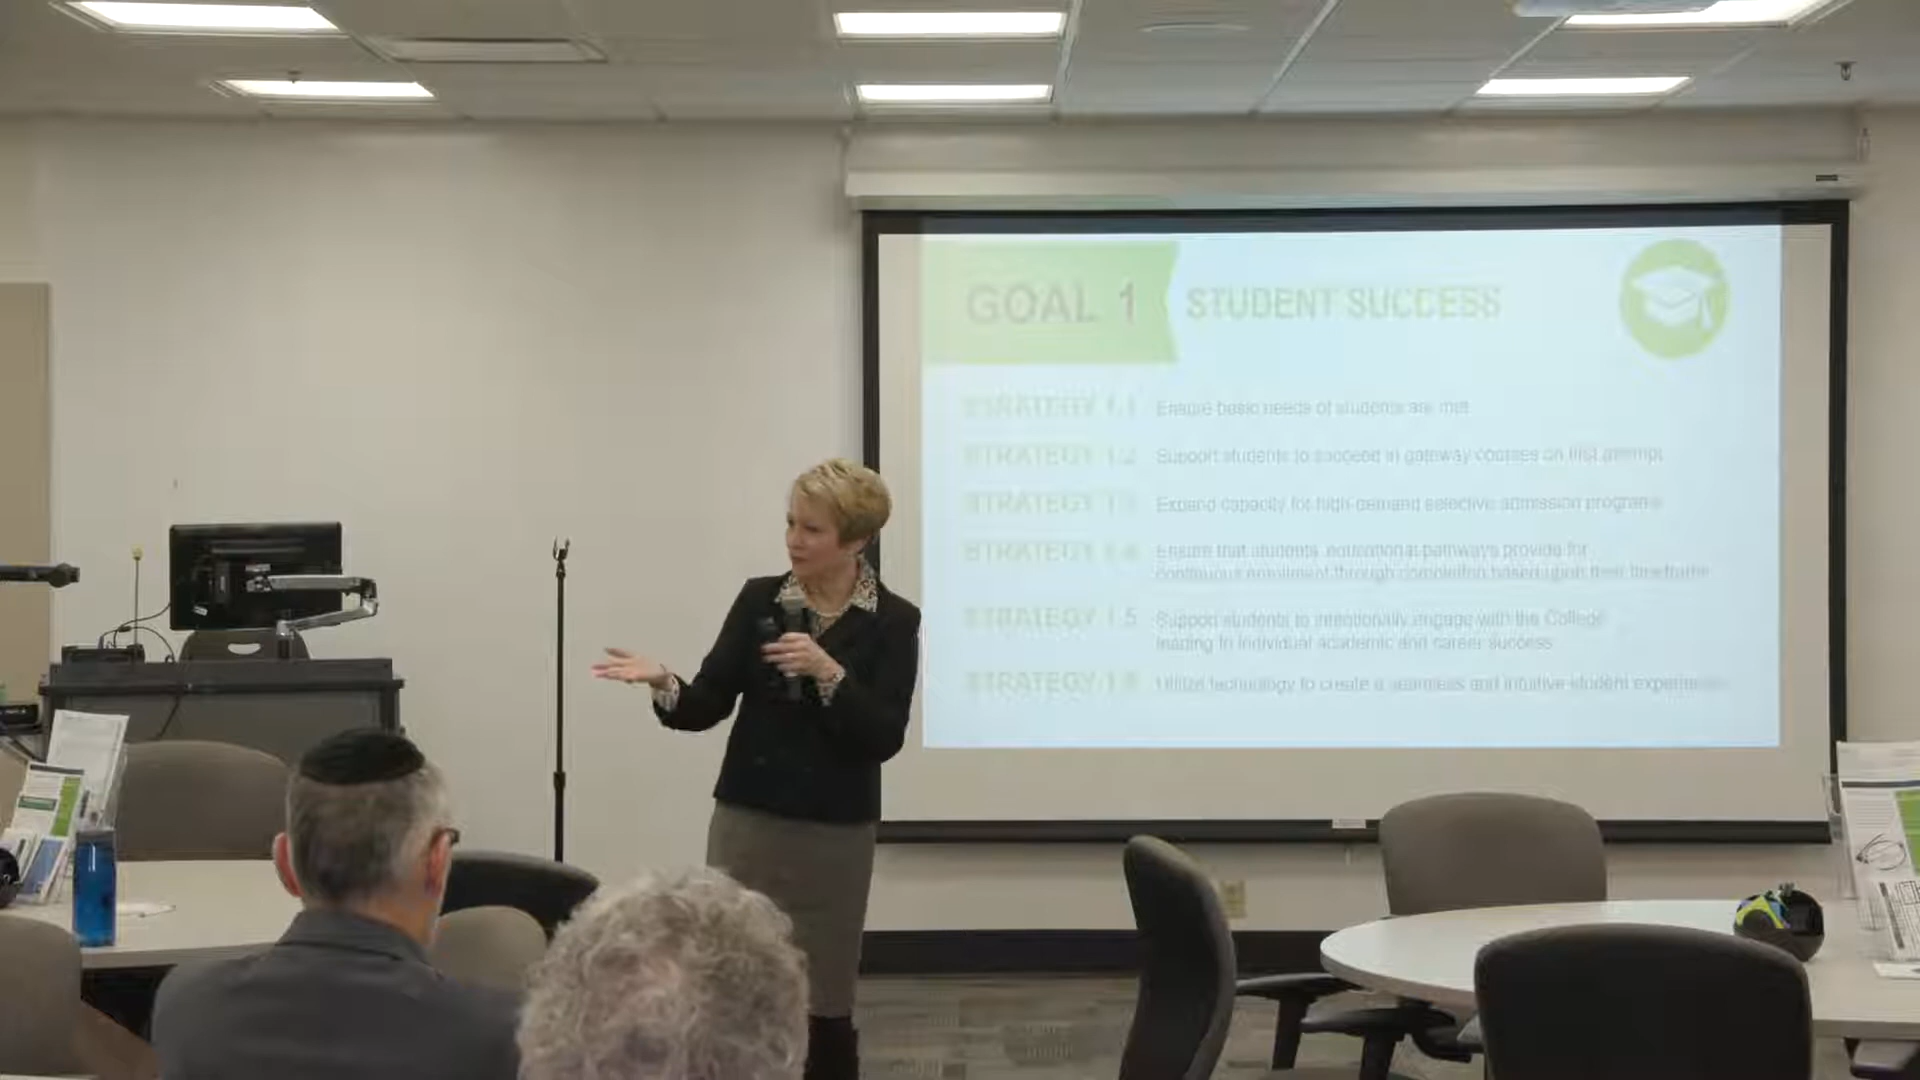 GOAL 1
STUDENT SUCCESS
STRATEGY 1.1 Ensure basic needs of students are met
STRATEGY 1.2 Support students to succeed in gateway courses on first attempt
STRATEGY 1.3 Expand capacity for high-demand selective admission programs
STRATEGY 1.4 Ensure that students' educational pathways provide for
continuous enrollment through completion based upon their timeframe
STRATEGY 1.5 Support students to intentionally engage with the College
leading to individual academic and career success
STRATEGY 1.6 Utilize technology to create a seamless and intuitive student experience